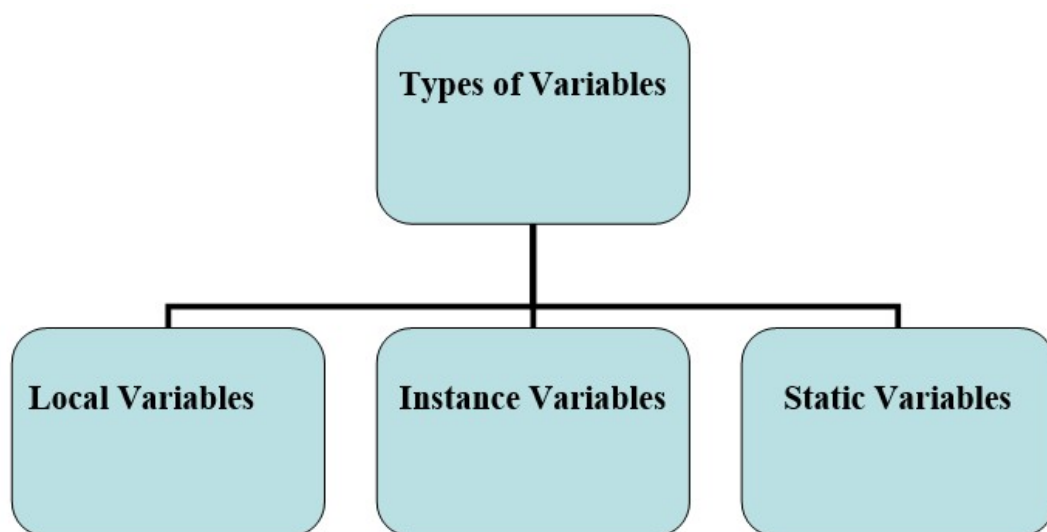 Types of Variables
Local Variables
Instance Variables
Static Variables